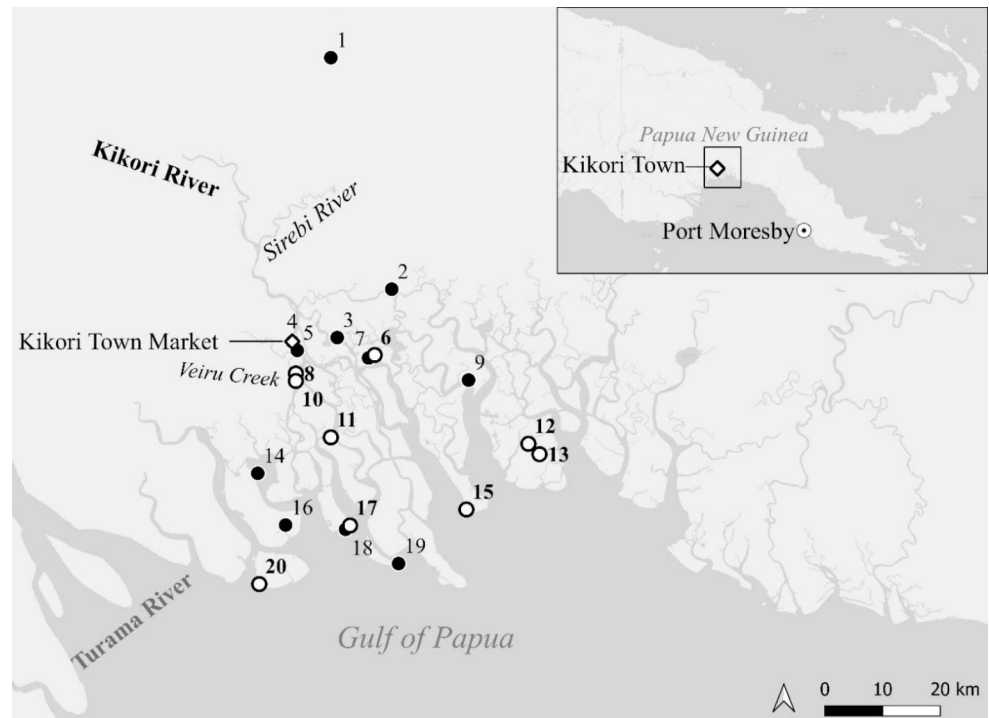 1
Kikori River
Sirebi River
Papua New Guinea
Kikori Town
Port Moresby
2
4
3
Kikori Town Market
5
7
6
Veiru Creek
8
9
10
11
12
13
14
15
16
17
18
19
20
Turama River
Gulf of Papua
0 10 20 km